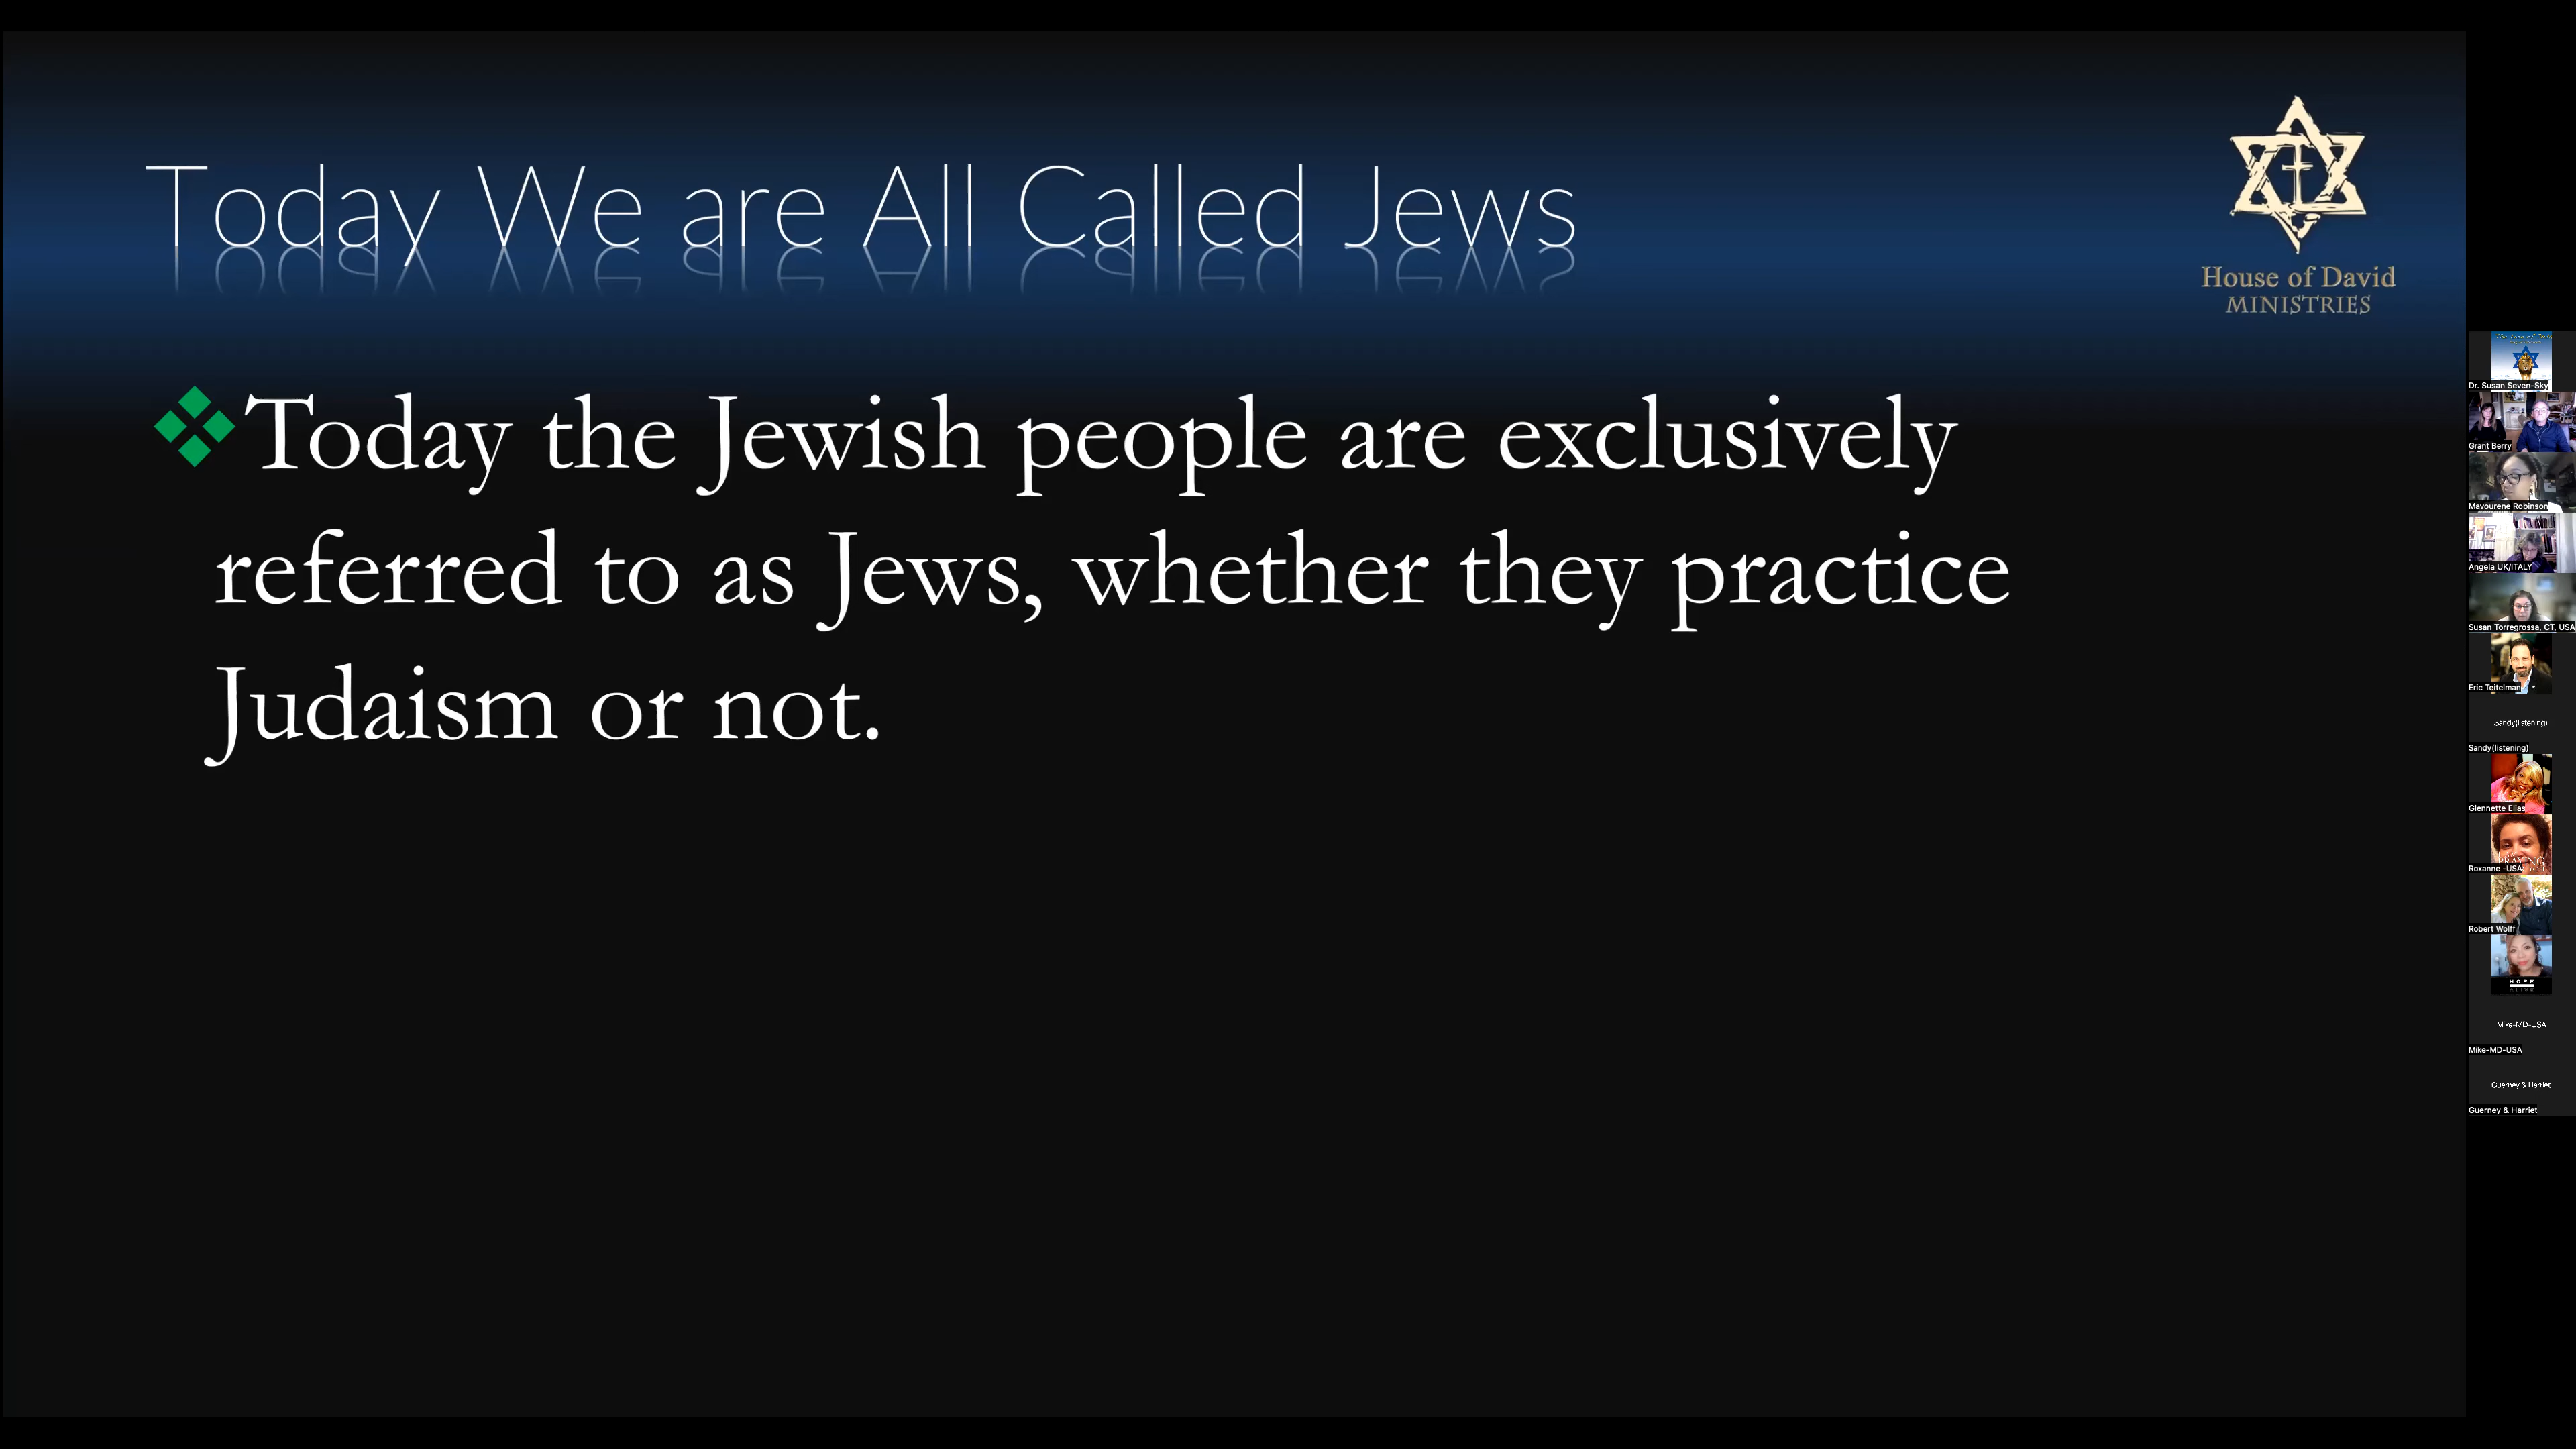 Today We are All Called Jews
House of David
MINISTRIES
Today the Jewish people are exclusively
referred to as Jews, whether they practice
Judaism or not.
Dr. Susan Seven-Sky
Grant Berry
Mavourene Robinson
Angela UK/ITALY
Susan Torregrossa, CT, USA
Eric Teitelman
Sandy(listening)
Sandy(listening)
Glennette Elias
Roxanne -USA
Robert Wolff
HOPE
Mike-MD-USA
Mike-MD-USA
Guerney & Harriet
Guerney & Harriet